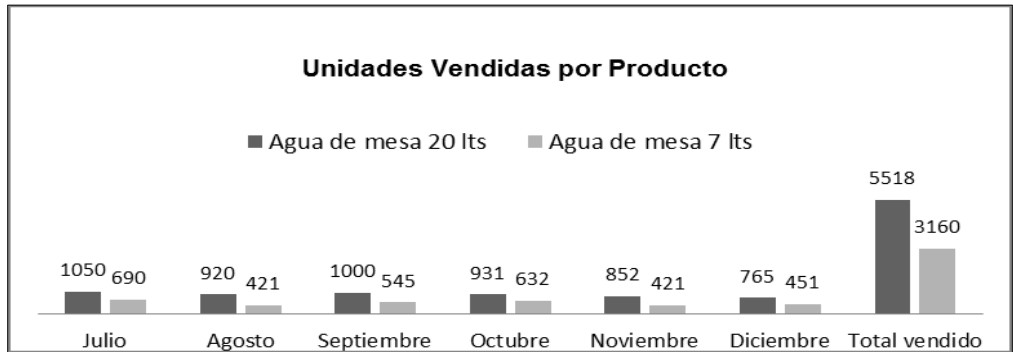 Unidades Vendidas por Producto
Agua de mesa 20 lts Agua de mesa 7 lts
5518
3160
1050 690 920 421 1000 545 931 632 852 421 765 451
Julio Agosto Septiembre Octubre Noviembre Diciembre Total vendido